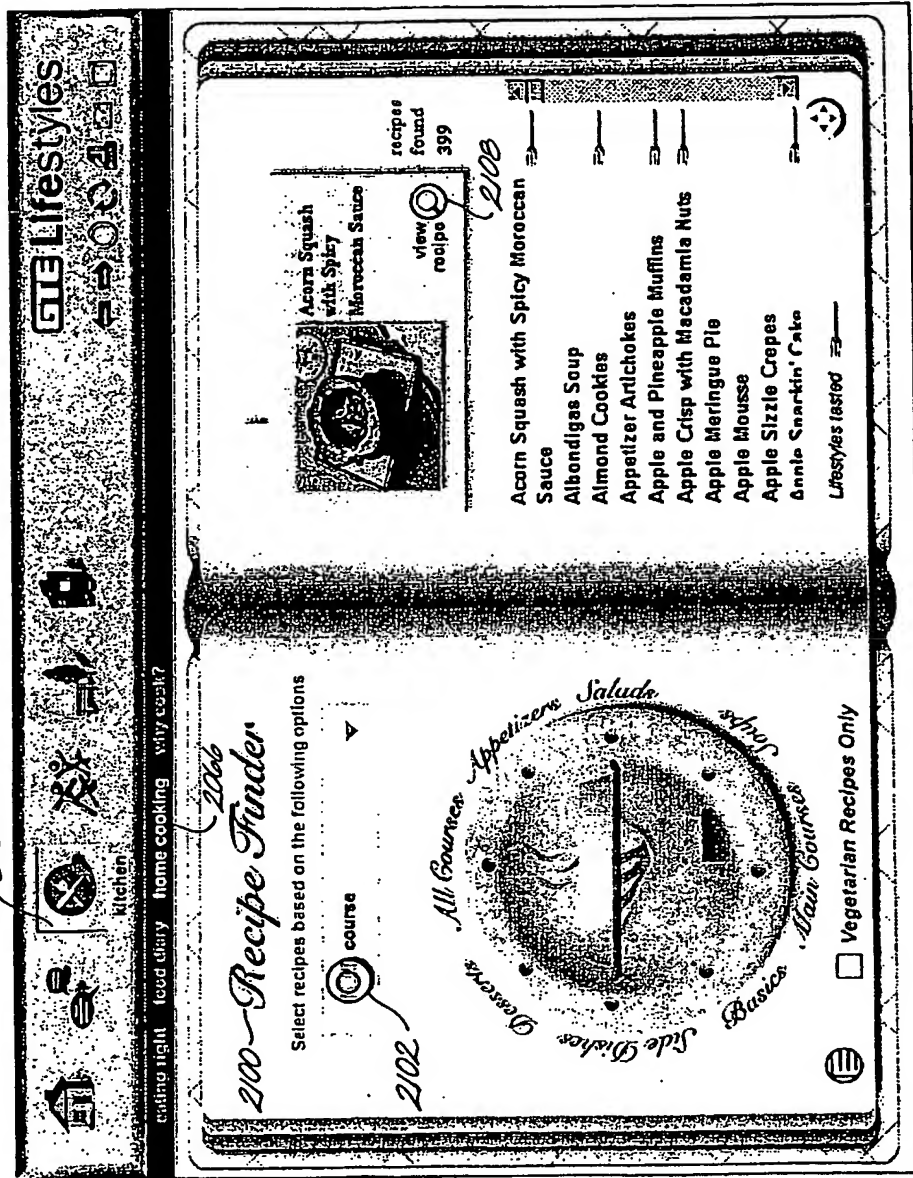 GTE Lifestyles
kitchen
eating right food diary home cooking why cook?
2066
2100 Recipe Finder
Select recipes based on the following options
course
2102
All Courses
Appetizers
Salads
Soups
Main Courses
Basics
Side Dishes
Desserts
Vegetarian Recipes Only
Acorn Squash
with Spicy
Moroccan Sauce
view
recipe
recipes
found
399
2108
Acorn Squash with Spicy Moroccan
Sauce
Albondigas Soup
Almond Cookies
Appetizer Artichokes
Apple and Pineapple Muffins
Apple Crisp with Macadamia Nuts
Apple Meringue Pie
Apple Mousse
Apple Sizzle Crepes
Apple Snackin' Cake
Lifestyles tested